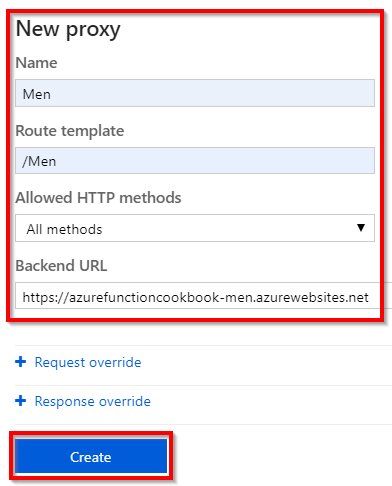 New proxy
Name
Men
Route template
/Men
Allowed HTTP methods
All methods
Backend URL
https://azurefunctioncookbook-men.azurewebsites.net
+ Request override
+ Response override
Create